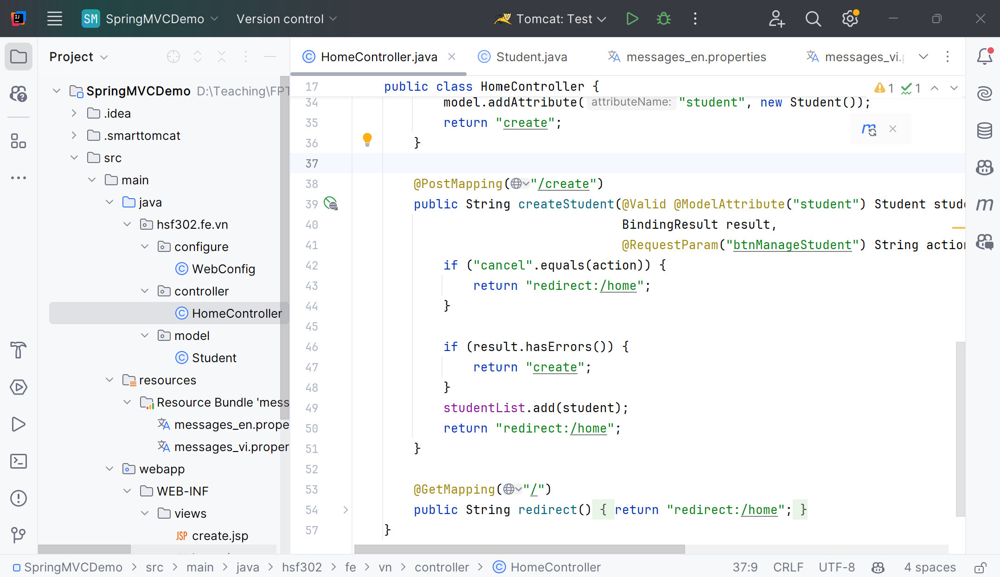 SM SpringMVCDemo Version control Tomcat: Test
Project
HomeController.java Student.java messages_en.properties messages_vi.
SpringMVCDemo D:\Teaching\FPT
.idea
.smarttomcat
src
main
java
hsf302.fe.vn
configure
WebConfig
controller
HomeController
model
Student
resources
Resource Bundle 'mess
messages_en.prope
messages_vi.proper
webapp
WEB-INF
views
JSP create.jsp
17 public class HomeController {
1 1
34 model.addAttribute( attributeName: "student", new Student());
35 return "create";
36 }
37
38 @PostMapping("/create")
39 public String createStudent(@Valid @ModelAttribute("student") Student stude
40 BindingResult result,
41 @RequestParam("btnManageStudent") String action
42 if ("cancel".equals(action)) {
43 return "redirect:/home";
44 }
45
46 if (result.hasErrors()) {
47 return "create";
48 }
49 studentList.add(student);
50 return "redirect:/home";
51 }
52
53 @GetMapping("/")
54 public String redirect() { return "redirect:/home"; }
57 }
SpringMVCDemo > src > main > java > hsf302 > fe > vn > controller > HomeController
37:9 CRLF UTF-8 4 spaces